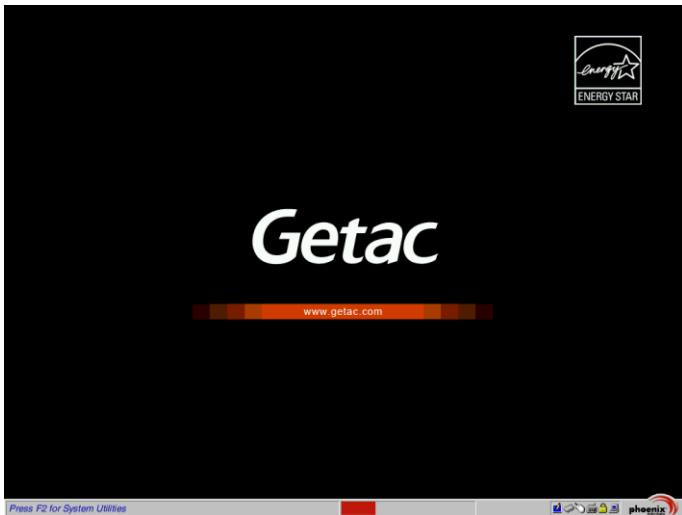 energy
ENERGY STAR
Getac
www.getac.com
Press F2 for System Utilities
phoenix